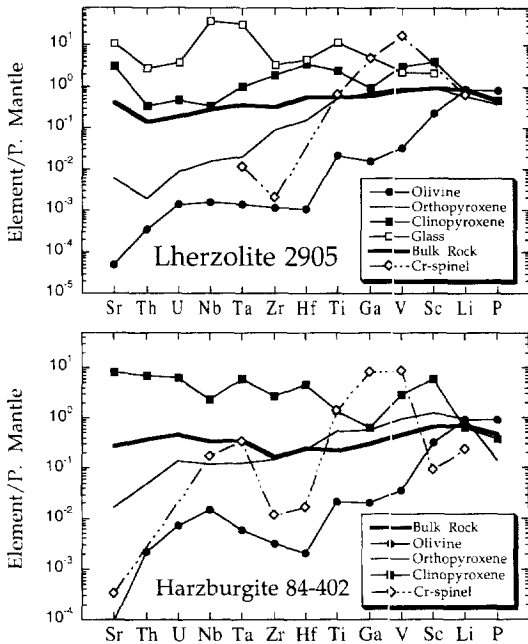 Element/P. Mantle
10¹
10⁰
10⁻¹
10⁻²
10⁻³
10⁻⁴
10⁻⁵
Olivine
Orthopyroxene
Clinopyroxene
Glass
Bulk Rock
Cr-spinel
Lherzolite 2905
Sr Th U Nb Ta Zr Hf Ti Ga V Sc Li P
Element/P. Mantle
10¹
10⁰
10⁻¹
10⁻²
10⁻³
10⁻⁴
Bulk Rock
Olivine
Orthopyroxene
Clinopyroxene
Cr-spinel
Harzburgite 84-402
Sr Th U Nb Ta Zr Hf Ti Ga V Sc Li P